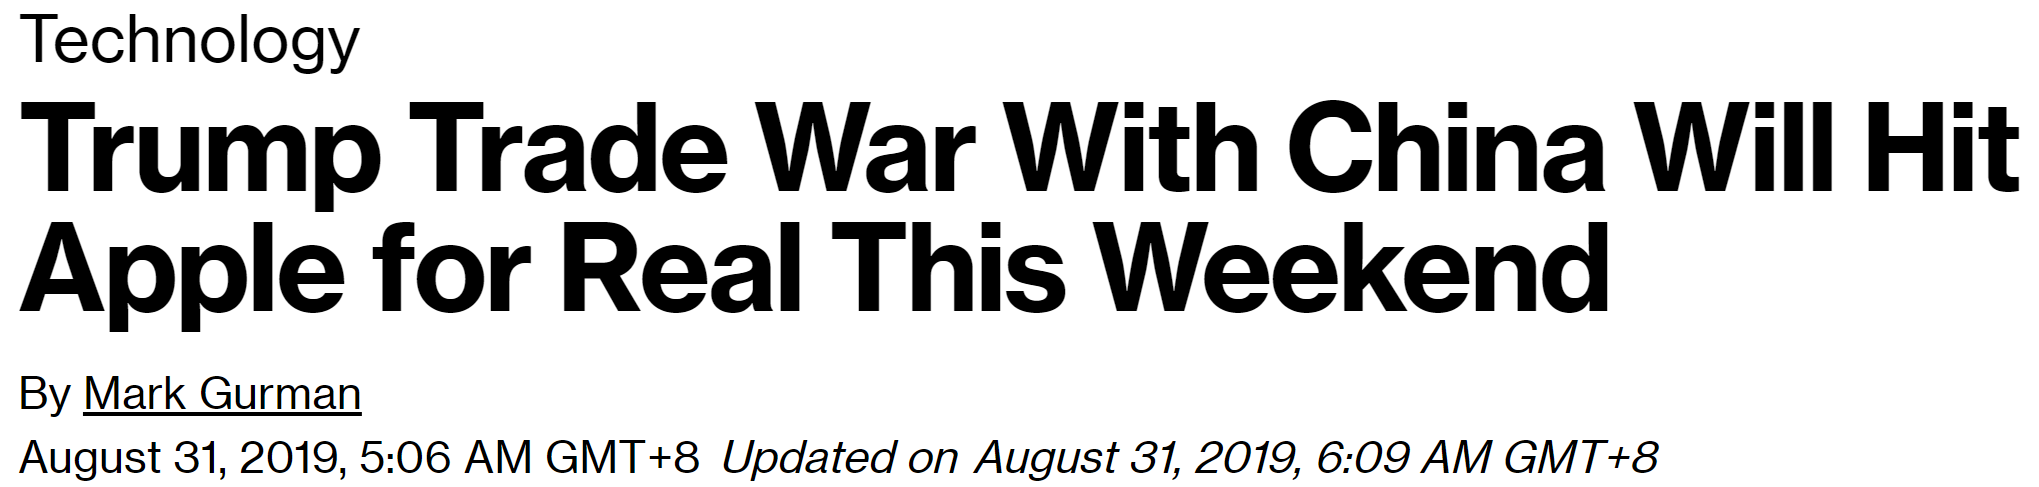 Technology
Trump Trade War With China Will Hit
Apple for Real This Weekend
By Mark Gurman
August 31, 2019, 5:06 AM GMT+8 Updated on August 31, 2019, 6:09 AM GMT+8